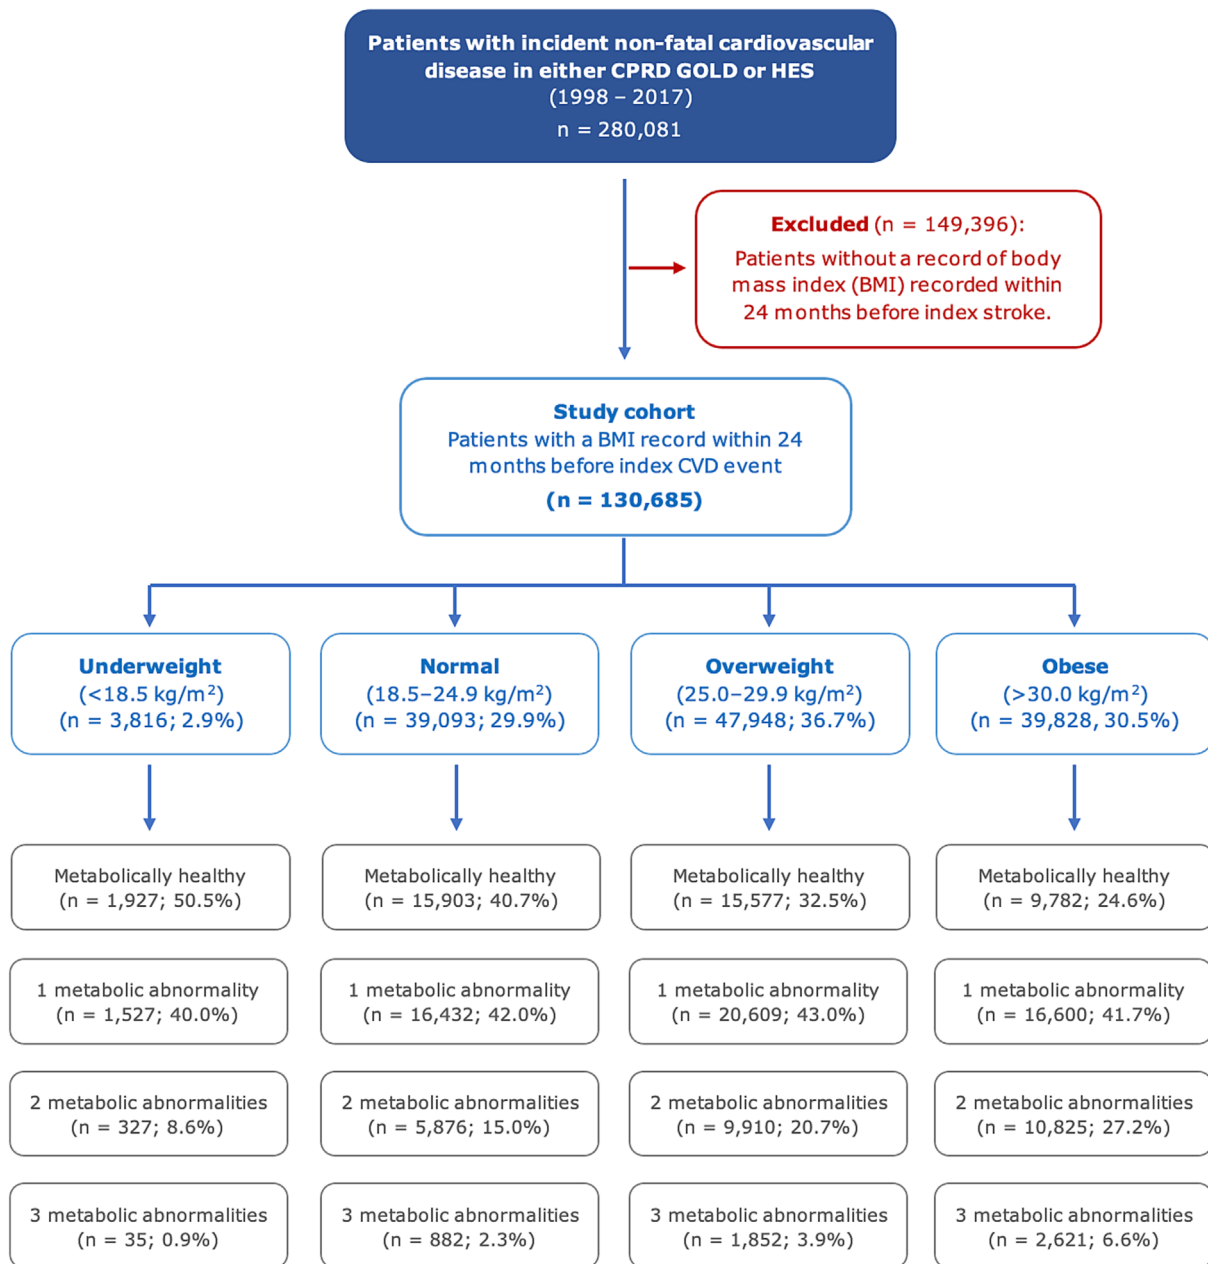 Patients with incident non-fatal cardiovascular
disease in either CPRD GOLD or HES
(1998 – 2017)
n = 280,081
Excluded (n = 149,396):
Patients without a record of body
mass index (BMI) recorded within
24 months before index stroke.
Study cohort
Patients with a BMI record within 24
months before index CVD event
(n = 130,685)
Underweight
(<18.5 kg/m²)
(n = 3,816; 2.9%)
Normal
(18.5–24.9 kg/m²)
(n = 39,093; 29.9%)
Overweight
(25.0–29.9 kg/m²)
(n = 47,948; 36.7%)
Obese
(>30.0 kg/m²)
(n = 39,828, 30.5%)
Metabolically healthy
(n = 1,927; 50.5%)
Metabolically healthy
(n = 15,903; 40.7%)
Metabolically healthy
(n = 15,577; 32.5%)
Metabolically healthy
(n = 9,782; 24.6%)
1 metabolic abnormality
(n = 1,527; 40.0%)
1 metabolic abnormality
(n = 16,432; 42.0%)
1 metabolic abnormality
(n = 20,609; 43.0%)
1 metabolic abnormality
(n = 16,600; 41.7%)
2 metabolic abnormalities
(n = 327; 8.6%)
2 metabolic abnormalities
(n = 5,876; 15.0%)
2 metabolic abnormalities
(n = 9,910; 20.7%)
2 metabolic abnormalities
(n = 10,825; 27.2%)
3 metabolic abnormalities
(n = 35; 0.9%)
3 metabolic abnormalities
(n = 882; 2.3%)
3 metabolic abnormalities
(n = 1,852; 3.9%)
3 metabolic abnormalities
(n = 2,621; 6.6%)